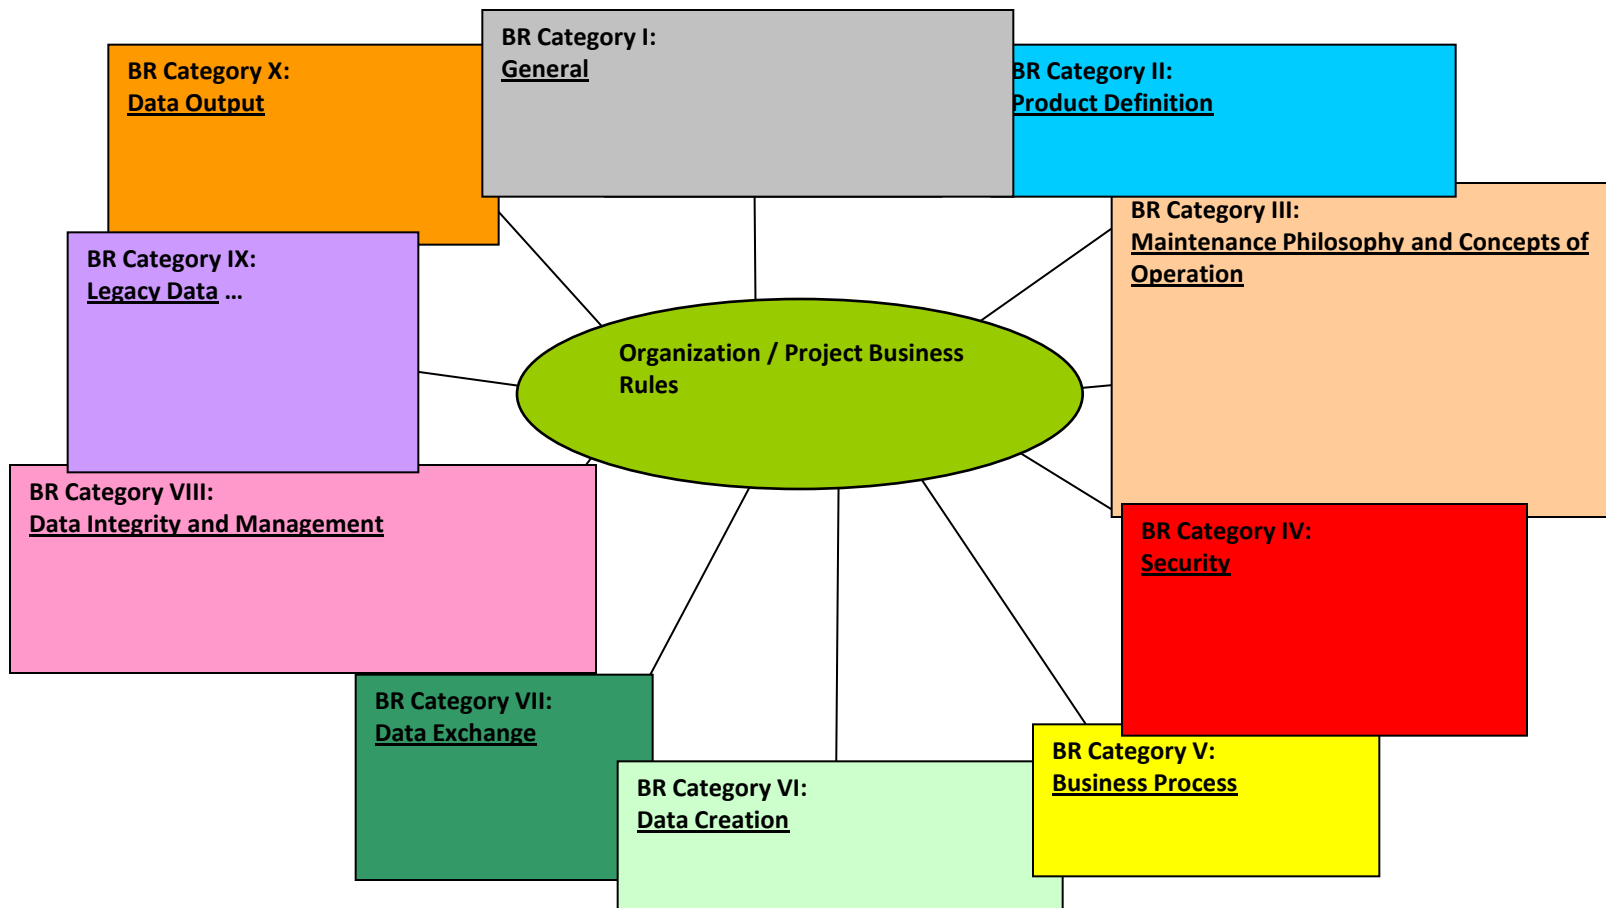 BR Category I:
General
BR Category II:
Product Definition
BR Category III:
Maintenance Philosophy and Concepts of
Operation
BR Category IV:
Security
BR Category V:
Business Process
BR Category VI:
Data Creation
BR Category VII:
Data Exchange
BR Category VIII:
Data Integrity and Management
BR Category IX:
Legacy Data ...
BR Category X:
Data Output
Organization / Project Business
Rules